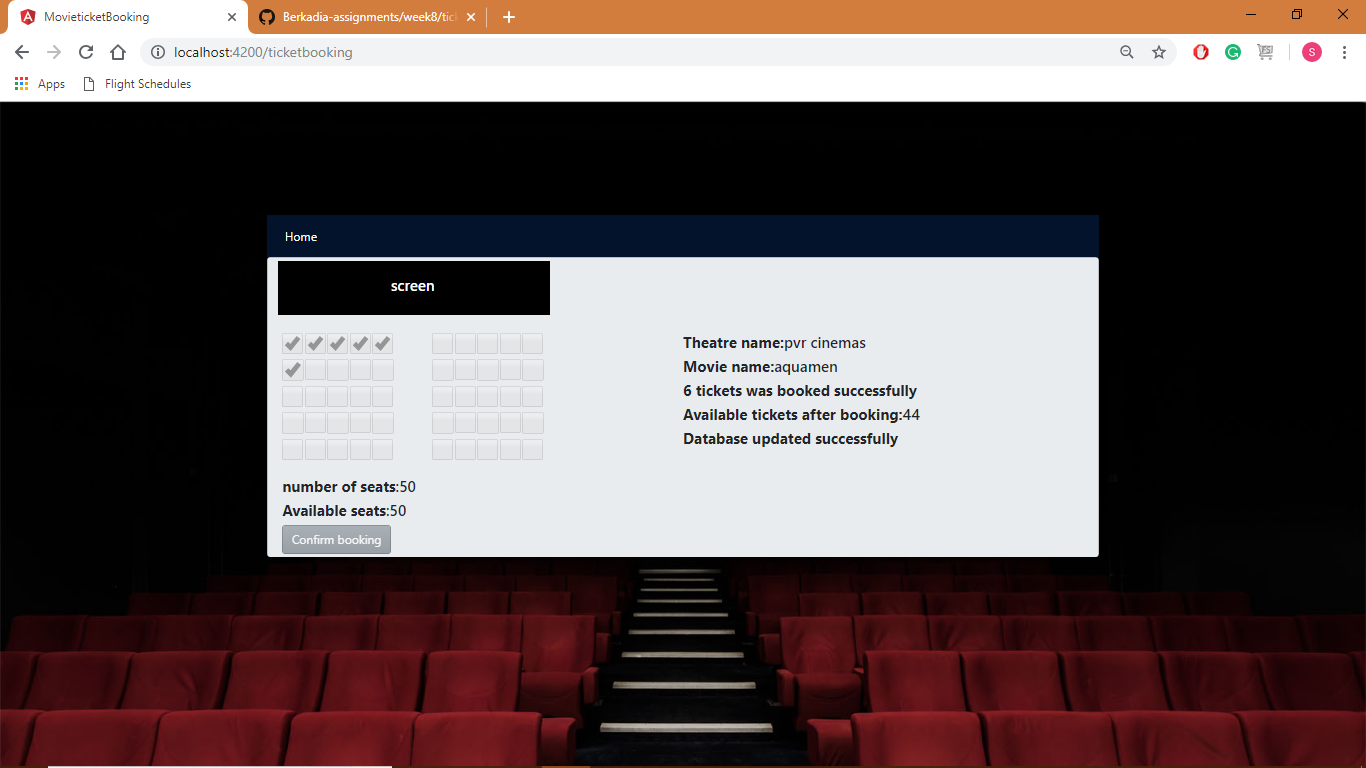 MovieticketBooking
Berkadia-assignments/week8/tick
localhost:4200/ticketbooking
Apps
Flight Schedules
S
Home
screen
Theatre name:pvr cinemas
Movie name:aquamen
6 tickets was booked successfully
Available tickets after booking:44
Database updated successfully
number of seats:50
Available seats:50
Confirm booking